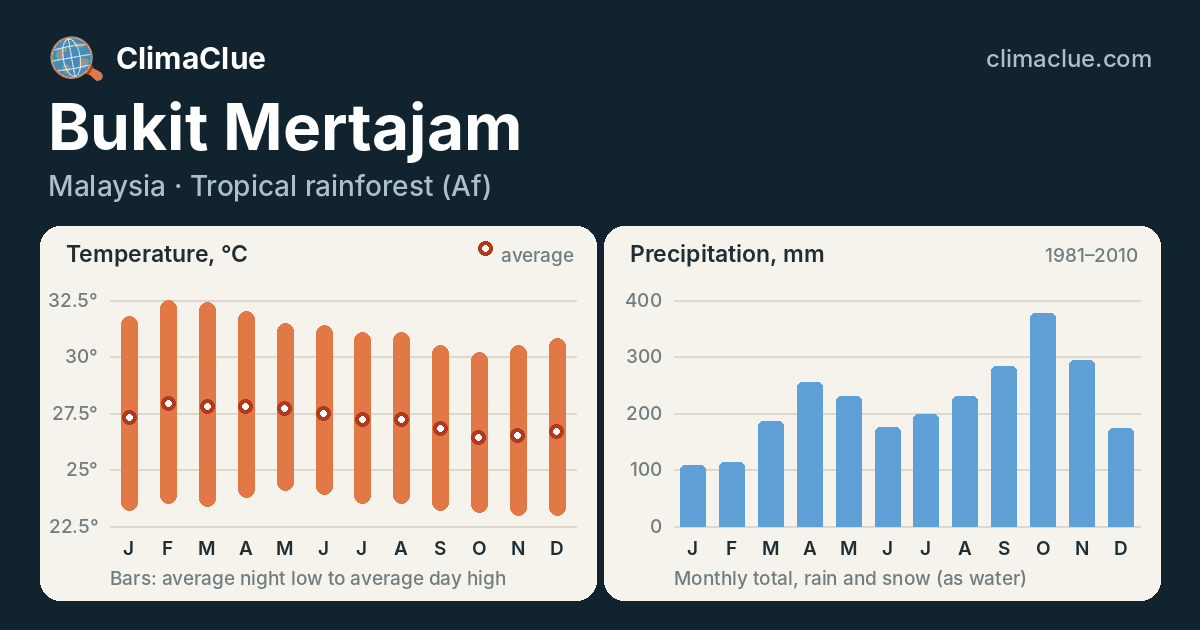 ClimaClue
climaclue.com
Bukit Mertajam
Malaysia · Tropical rainforest (Af)
Temperature, °C
average
32.5°
30°
27.5°
25°
22.5°
J F M A M J J A S O N D
Bars: average night low to average day high
Precipitation, mm
1981–2010
400
300
200
100
0
J F M A M J J A S O N D
Monthly total, rain and snow (as water)